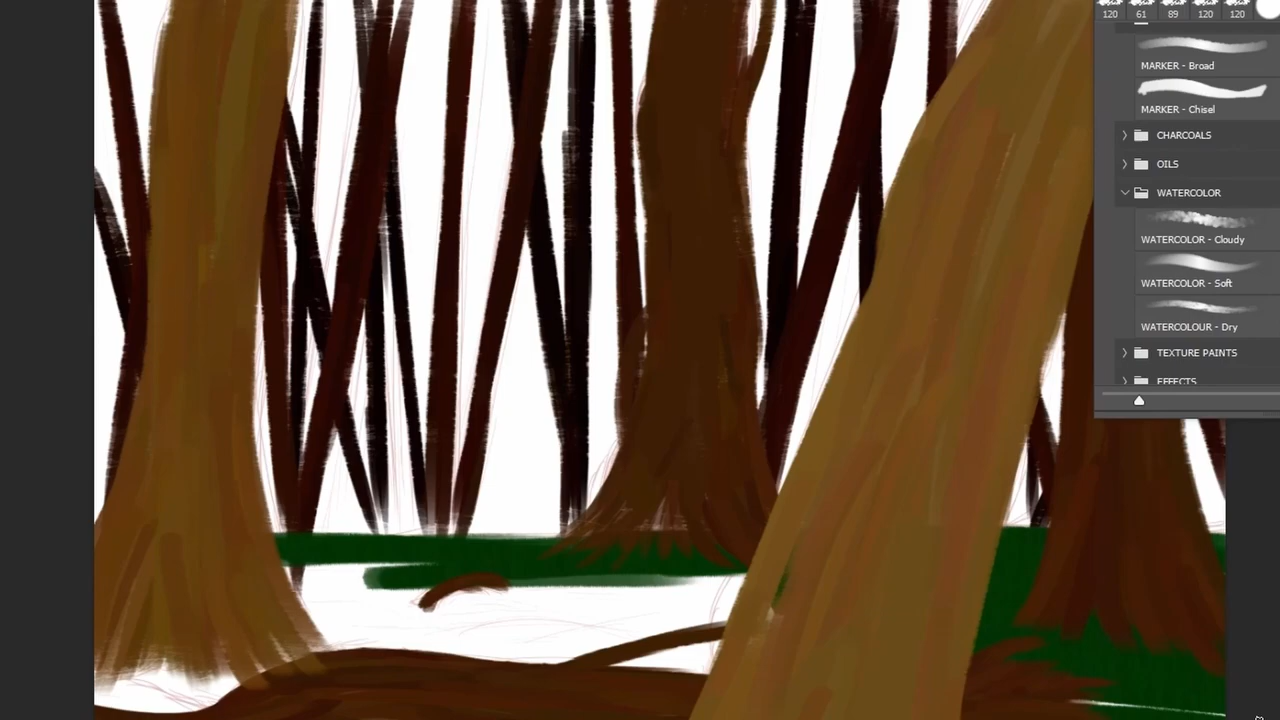 120 61 89 120 120
MARKER - Broad
MARKER - Chisel
CHARCOALS
OILS
WATERCOLOR
WATERCOLOR - Cloudy
WATERCOLOR - Soft
WATERCOLOUR - Dry
TEXTURE PAINTS
EFFECTS